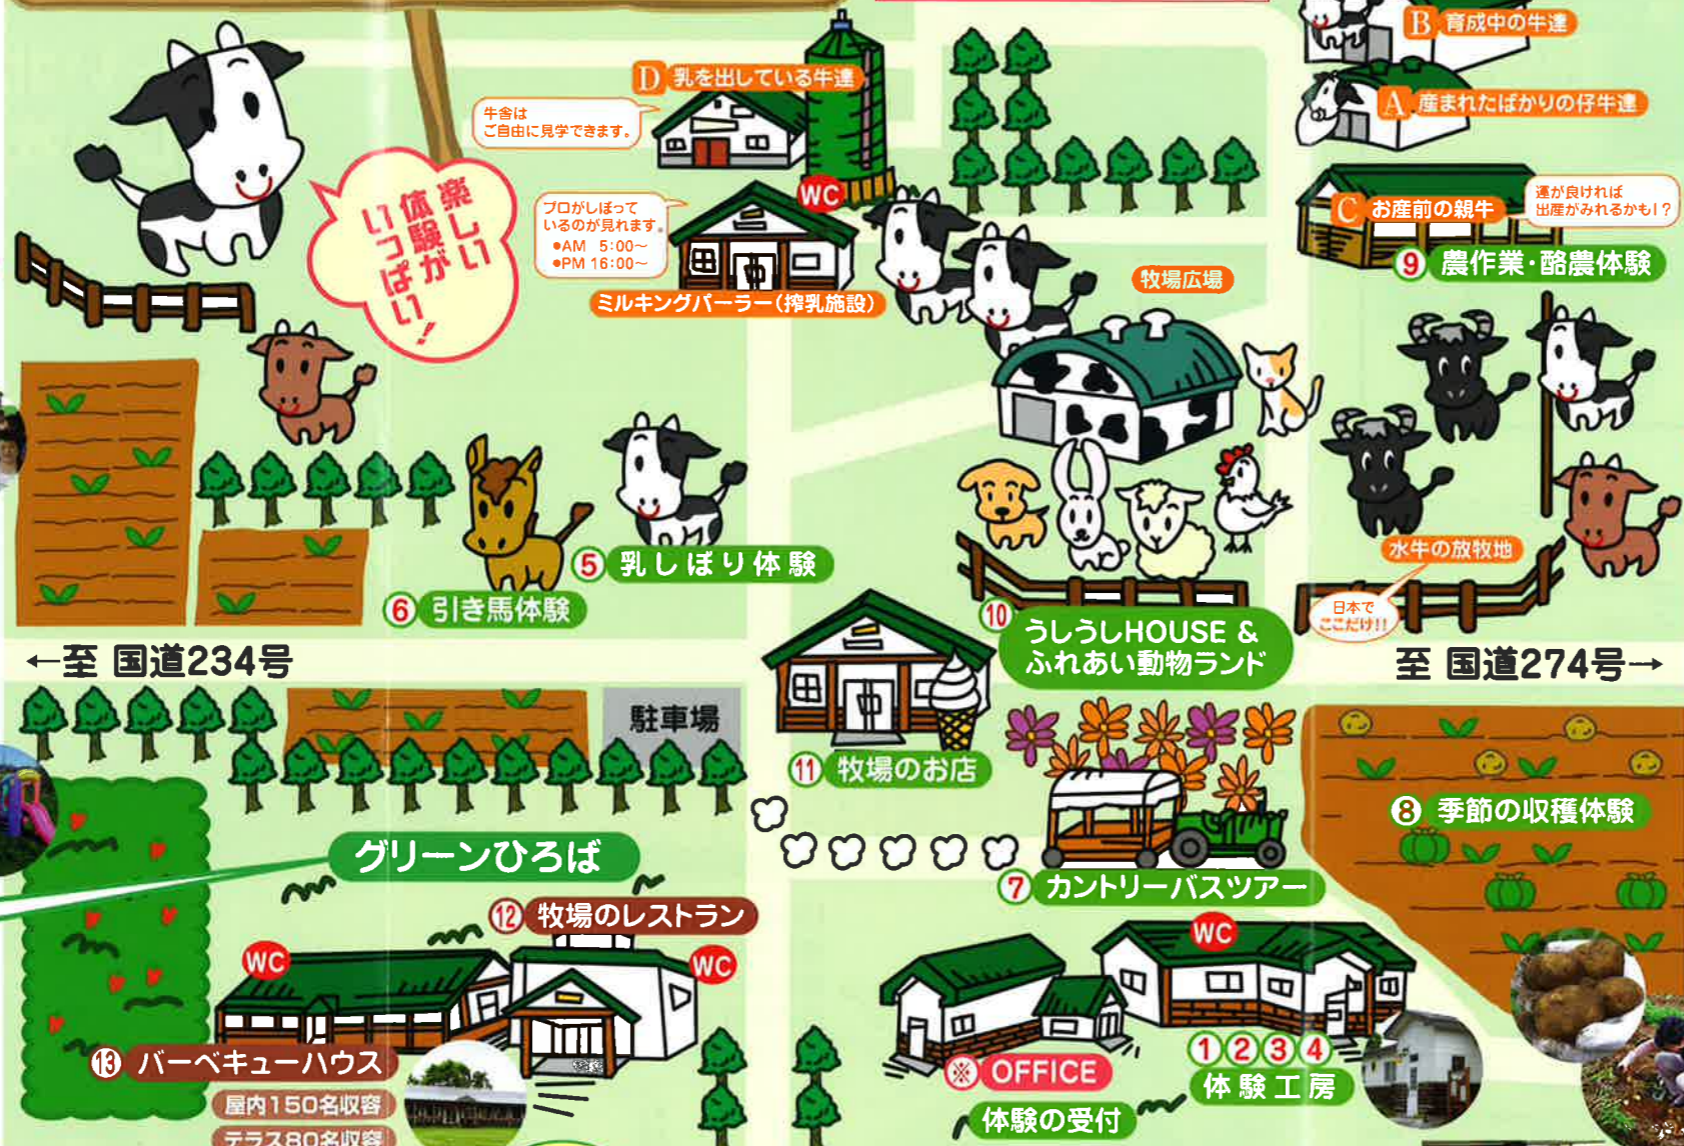 B 育成中の牛達
D 乳を出している牛達
A 産まれたばかりの仔牛達
牛舎は
ご自由に見学できます。
楽しい
体験が
いっぱい!
プロがしぼって
いるのが見れます。
●AM 5:00～
●PM 16:00～
WC
ミルキングパーラー(搾乳施設)
C お産前の親牛
運が良ければ
出産がみれるかも!?
⑨ 農作業・酪農体験
牧場広場
水牛の放牧地
日本で
ここだけ!!
⑤ 乳しぼり体験
⑥ 引き馬体験
⑩ うしうしHOUSE &
ふれあい動物ランド
←至 国道234号
至 国道274号→
駐車場
⑪ 牧場のお店
⑧ 季節の収穫体験
グリーンひろば
⑦ カントリーバスツアー
⑫ 牧場のレストラン
WC
WC
WC
⑬ バーベキューハウス
屋内150名収容
テラス80名収容
※ OFFICE
体験の受付
①②③④
体験工房